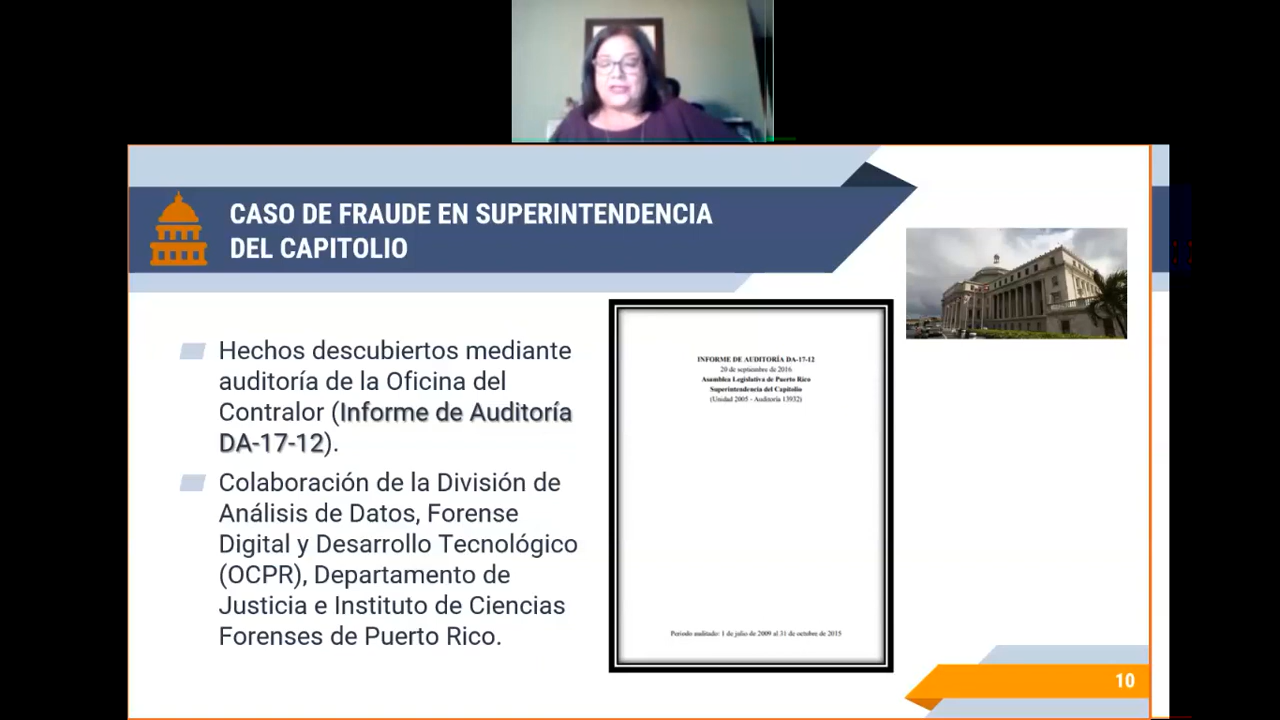 CASO DE FRAUDE EN SUPERINTENDENCIA
DEL CAPITOLIO
Hechos descubiertos mediante
auditoría de la Oficina del
Contralor (Informe de Auditoría
DA-17-12).
Colaboración de la División de
Análisis de Datos, Forense
Digital y Desarrollo Tecnológico
(OCPR), Departamento de
Justicia e Instituto de Ciencias
Forenses de Puerto Rico.
INFORME DE AUDITORÍA DA-17-12
20 de septiembre de 2016
Asamblea Legislativa de Puerto Rico
Superintendencia del Capitolio
(Unidad 2005 - Auditoría 13932)
Periodo auditado: 1 de julio de 2009 al 31 de octubre de 2015
10